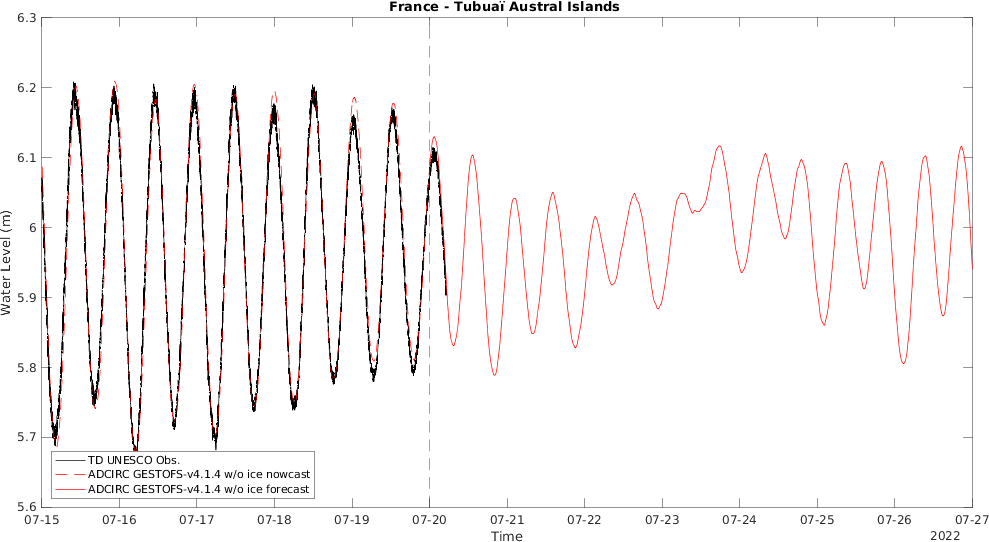 France - Tubuaï Austral Islands
6.3
6.2
6.1
6
5.9
5.8
5.7
5.6
Water Level (m)
TD UNESCO Obs.
ADCIRC GESTOFS-v4.1.4 w/o ice nowcast
ADCIRC GESTOFS-v4.1.4 w/o ice forecast
07-15 07-16 07-17 07-18 07-19 07-20 07-21 07-22 07-23 07-24 07-25 07-26 07-27
Time
2022